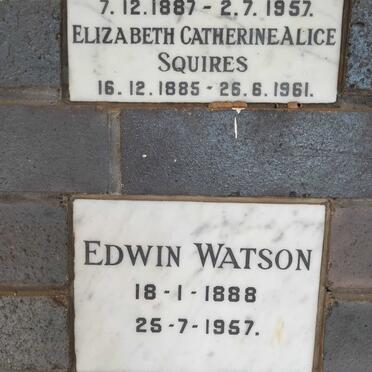 7.12.1887 - 2.7.1957.
ELIZABETH CATHERINE ALICE
SQUIRES
16.12.1885 - 26.6.1961.
EDWIN WATSON
18-1-1888
25-7-1957.